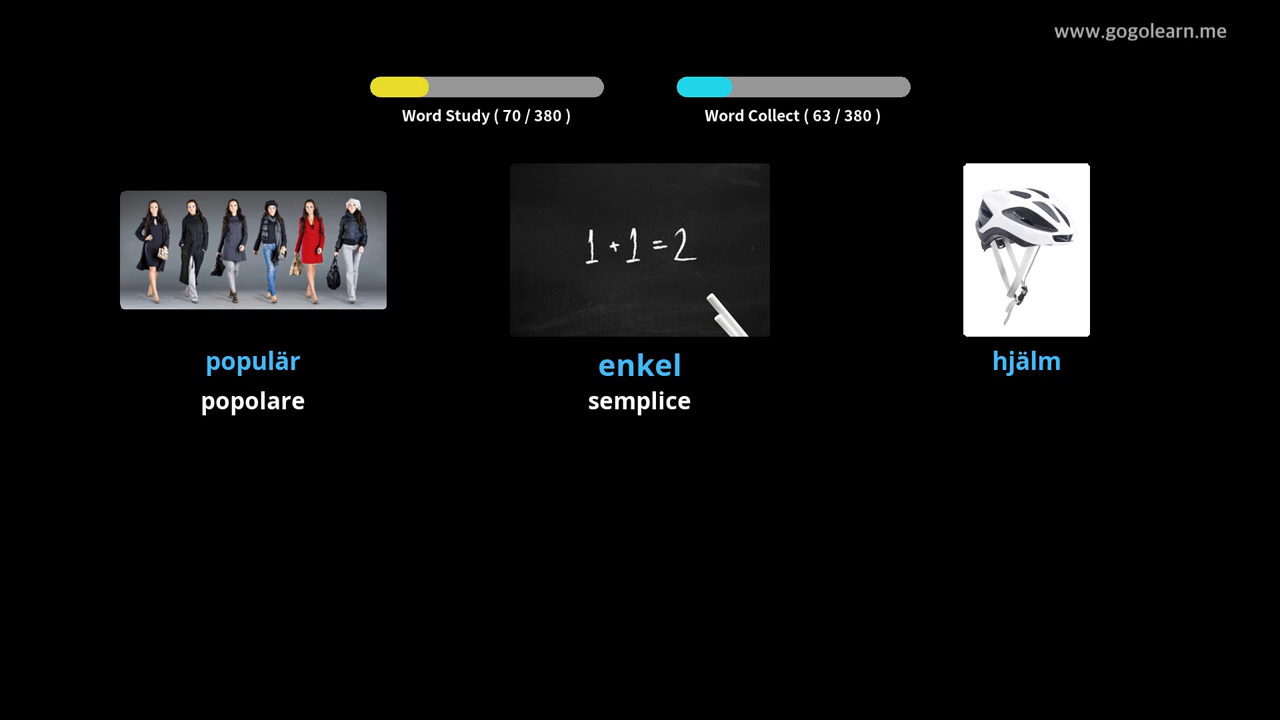 www.gogolearn.me
Word Study ( 70 / 380 )
Word Collect ( 63 / 380 )
1 + 1 = 2
populär
enkel
hjälm
popolare
semplice